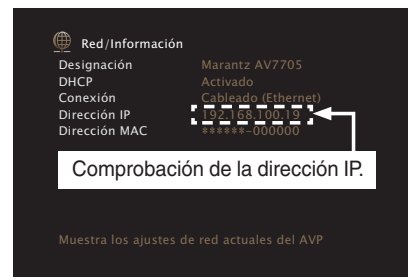 Red/Información
Designación Marantz AV7705
DHCP Activado
Conexión Cableado (Ethernet)
Dirección IP 192.168.100.19
Dirección MAC ******-000000
Comprobación de la dirección IP.
Muestra los ajustes de red actuales del AVP